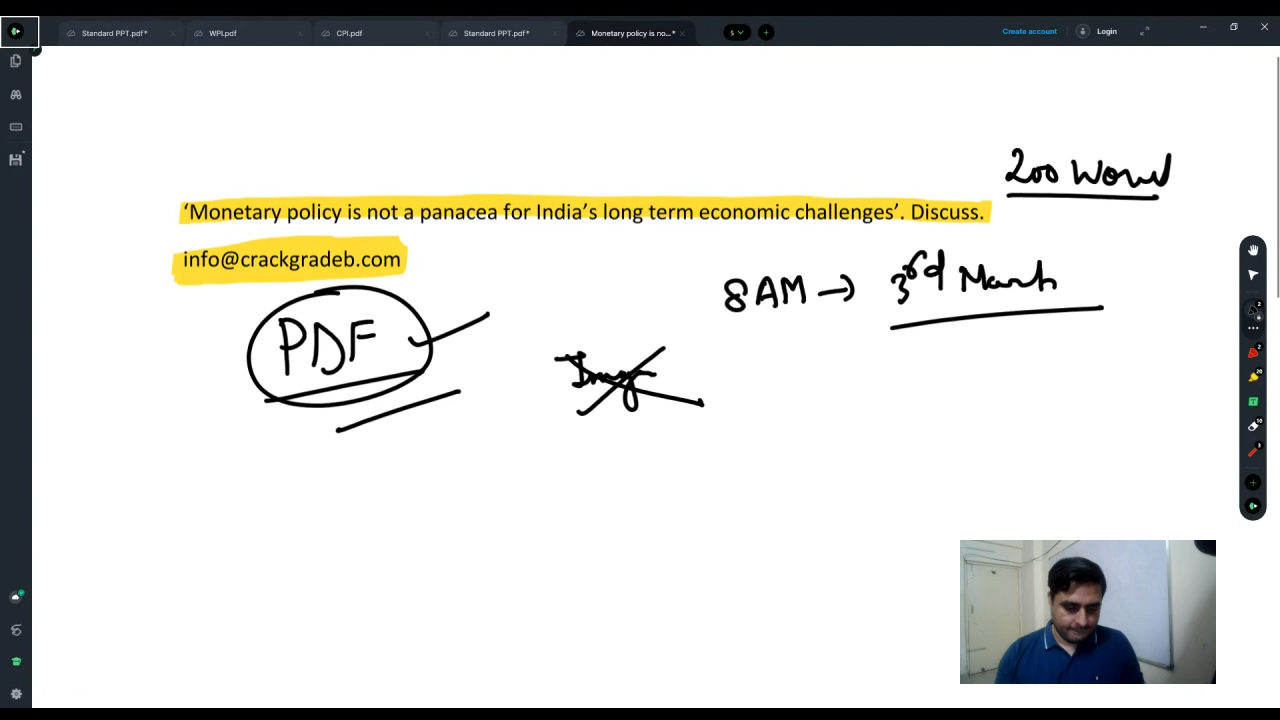 Standard PPT.pdf*
WPI.pdf
CPI.pdf
Standard PPT.pdf*
Monetary policy is no...*
5
Create account
Login
200 Word
'Monetary policy is not a panacea for India's long term economic challenges'. Discuss.
info@crackgradeb.com
8 AM → 3rd March
PDF